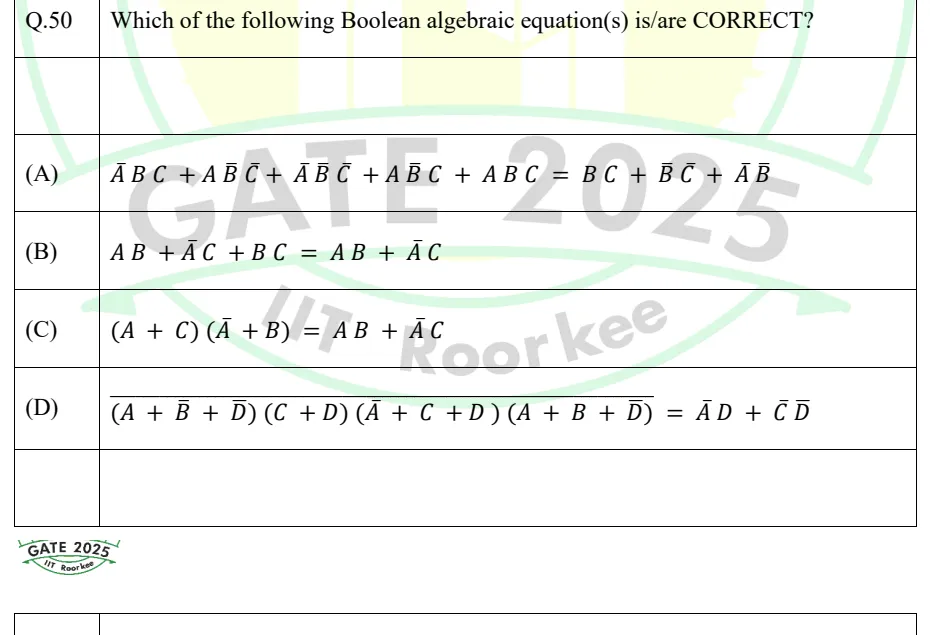 Q.50 Which of the following Boolean algebraic equation(s) is/are CORRECT?
(A) A̅ B C + A B̅ C̅ + A̅ B̅ C̅ + A B̅ C + A B C = B C + B̅ C̅ + A̅ B̅
(B) A B + A̅ C + B C = A B + A̅ C
(C) (A + C) (A̅ + B) = A B + A̅ C
(D) \overline{(A + B̅ + D̅) (C + D) (A̅ + C + D ) (A + B + D̅)} = A̅ D + C̅ D̅
GATE 2025
IIT Roorkee
GATE 2025
IIT Roorkee